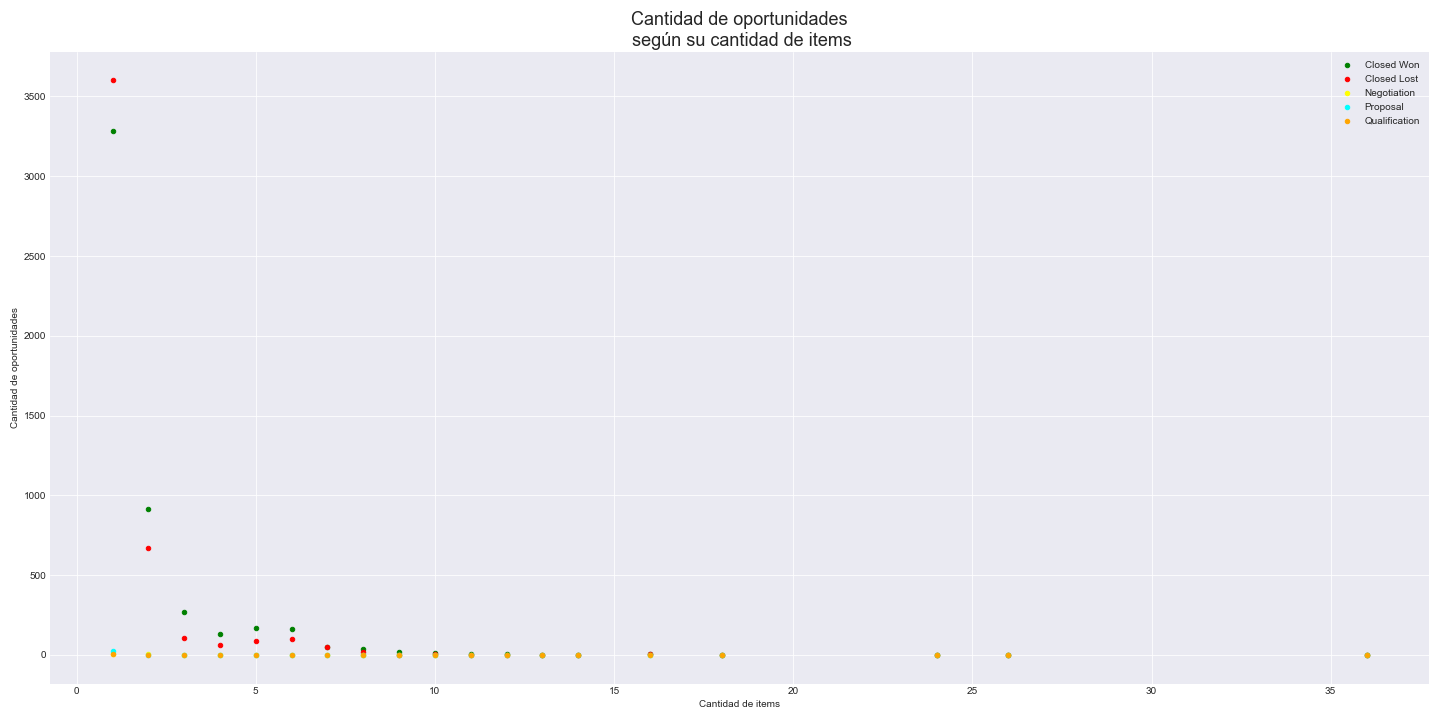 Cantidad de oportunidades
según su cantidad de items
Closed Won
Closed Lost
Negotiation
Proposal
Qualification
Cantidad de oportunidades
3500
3000
2500
2000
1500
1000
500
0
0 5 10 15 20 25 30 35
Cantidad de items